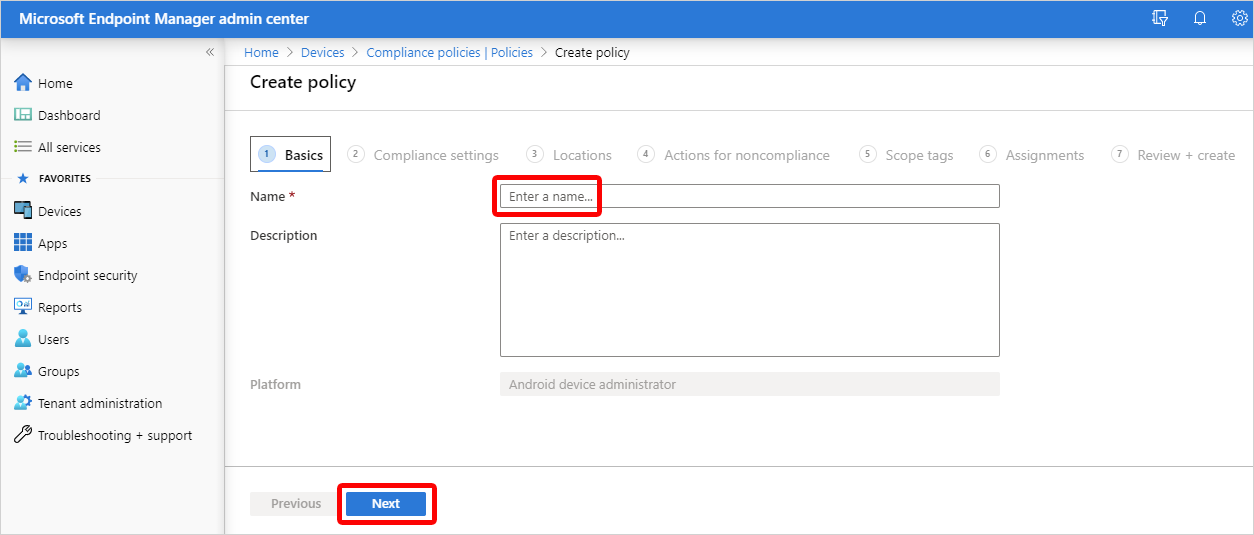 Microsoft Endpoint Manager admin center
«
Home
Dashboard
All services
FAVORITES
Devices
Apps
Endpoint security
Reports
Users
Groups
Tenant administration
Troubleshooting + support
Home > Devices > Compliance policies | Policies > Create policy
Create policy
1 Basics 2 Compliance settings 3 Locations 4 Actions for noncompliance 5 Scope tags 6 Assignments 7 Review + create
Name * Enter a name...
Description Enter a description...
Platform Android device administrator
Previous Next